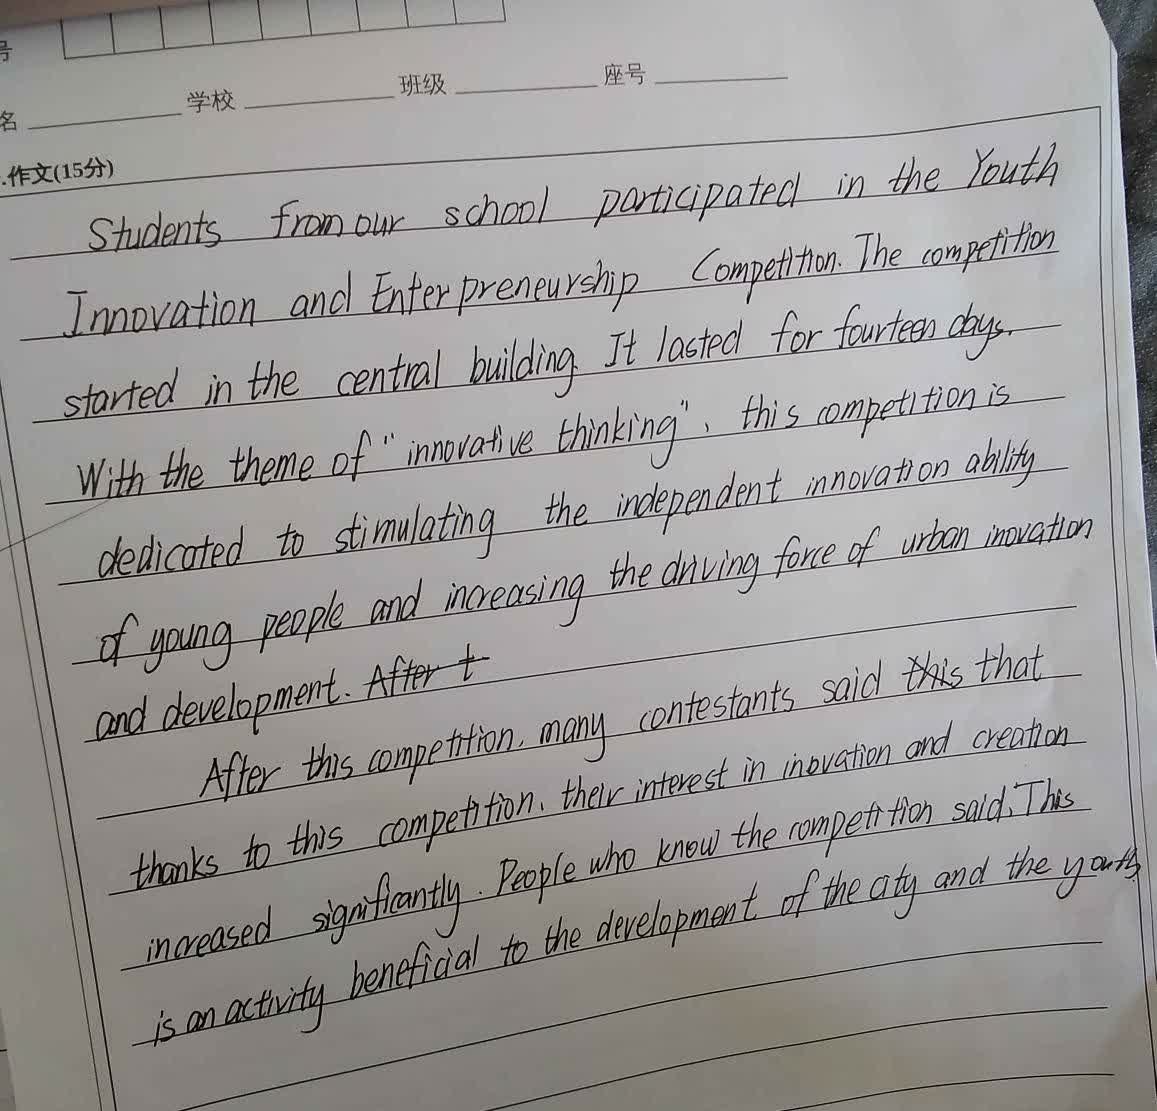 号
名 学校 班级 座号
.作文(15分)
Students from our school participated in the Youth
Innovation and Enterpreneurship Competition. The competition
started in the central building. It lasted for fourteen days.
With the theme of "innovative thinking", this competition is
dedicated to stimulating the independent innovation ability
of young people and increasing the driving force of urban inovation
and development. After t
After this competition, many contestants said this that
thanks to this competition, their interest in inovation and creation
increased significantly. People who know the competition said, This
is an activity beneficial to the development of the city and the youth.